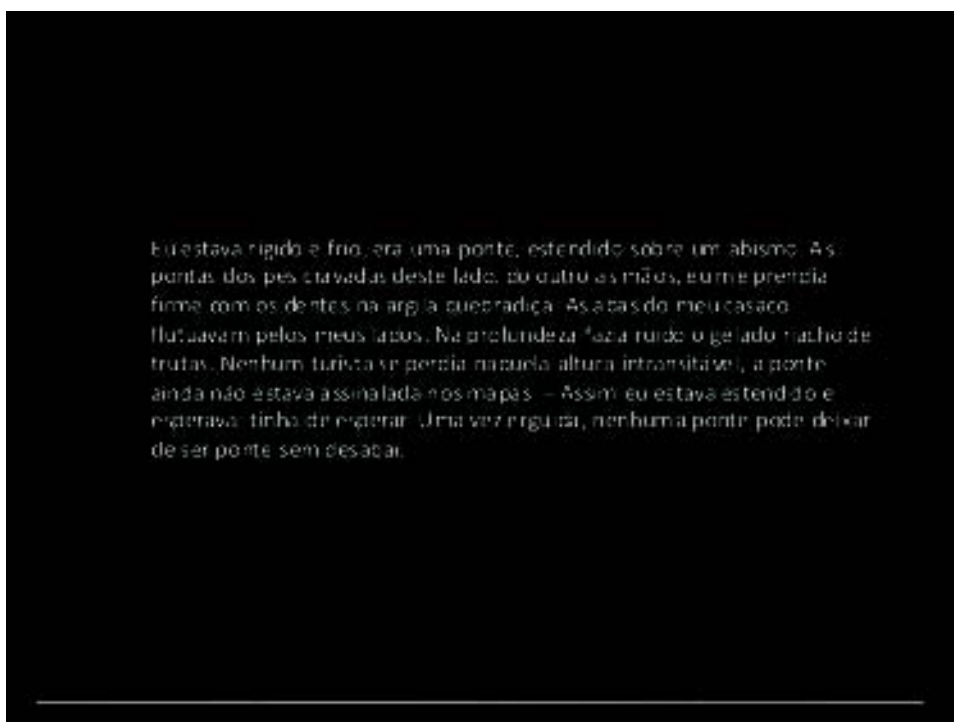 Eu estava rígido e frio, era uma ponte, estendido sobre um abismo. As
pontas dos pés cravadas deste lado, do outro as mãos, eu me prendia
firme com os dentes na argila quebradiça. As abas do meu casaco
flutuavam pelos meus lados. Na profundeza fazia ruído o gelado riacho de
trutas. Nenhum turista se perdia naquela altura intransitável, a ponte
ainda não estava assinalada nos mapas. – Assim eu estava estendido e
esperava; tinha de esperar. Uma vez erguida, nenhuma ponte pode deixar
de ser ponte sem desabar.